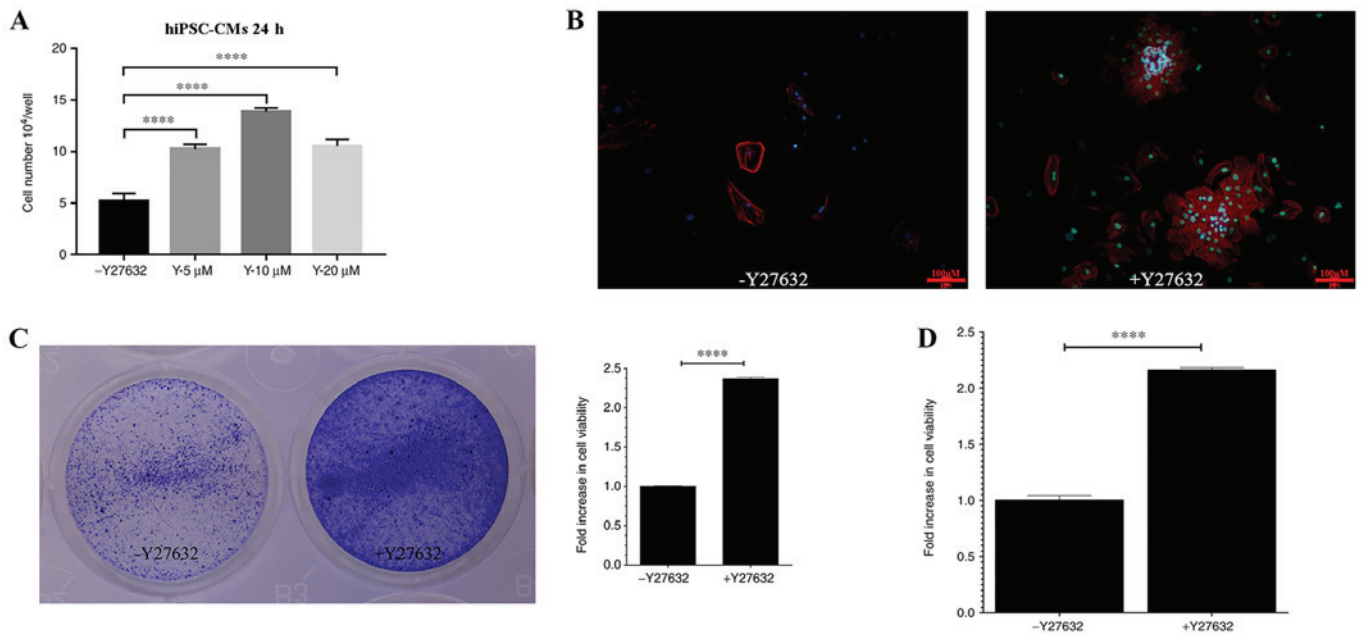 A
hiPSC-CMs 24 h
****
****
****
Cell number 10⁴/well
20
15
10
5
0
–Y27632
Y-5 μM
Y-10 μM
Y-20 μM
B
-Y27632
100μM
+Y27632
100μM
C
–Y27632
+Y27632
B3
****
Fold increase in cell viability
2.5
2.0
1.5
1.0
0.5
0.0
–Y27632
+Y27632
D
****
Fold increase in cell viability
2.5
2.0
1.5
1.0
0.5
0.0
–Y27632
+Y27632